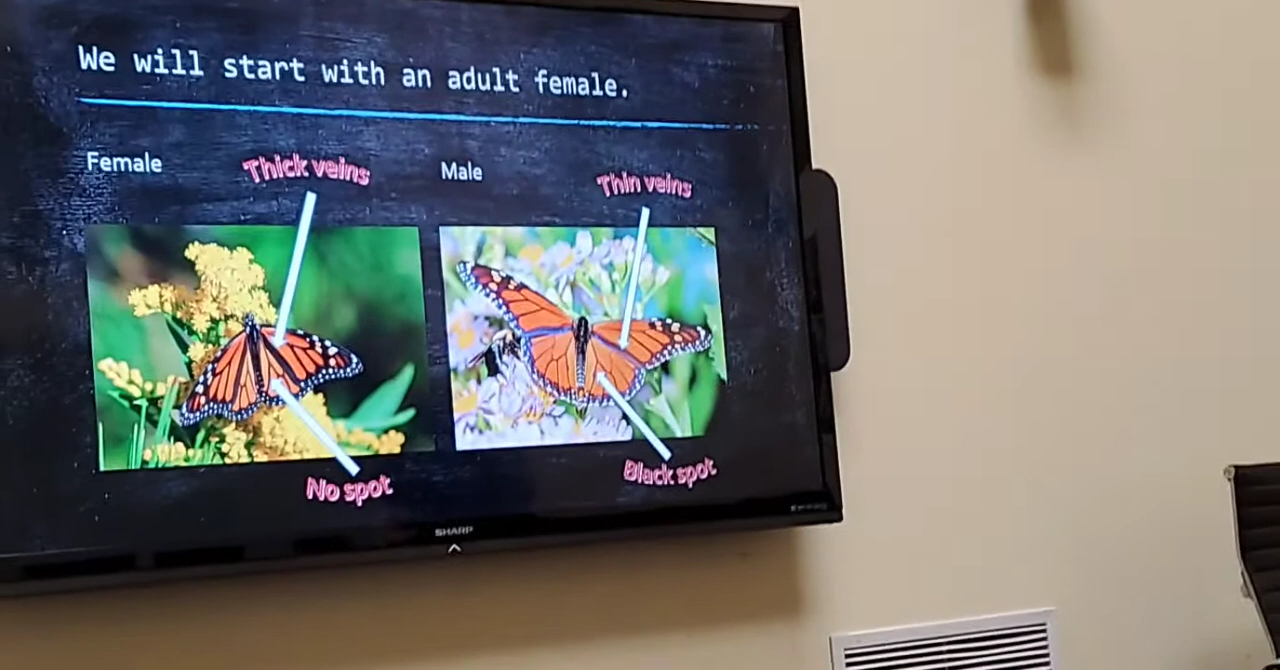 We will start with an adult female.
Female
Thick veins
Male
Thin veins
No spot
Black spot
SHARP